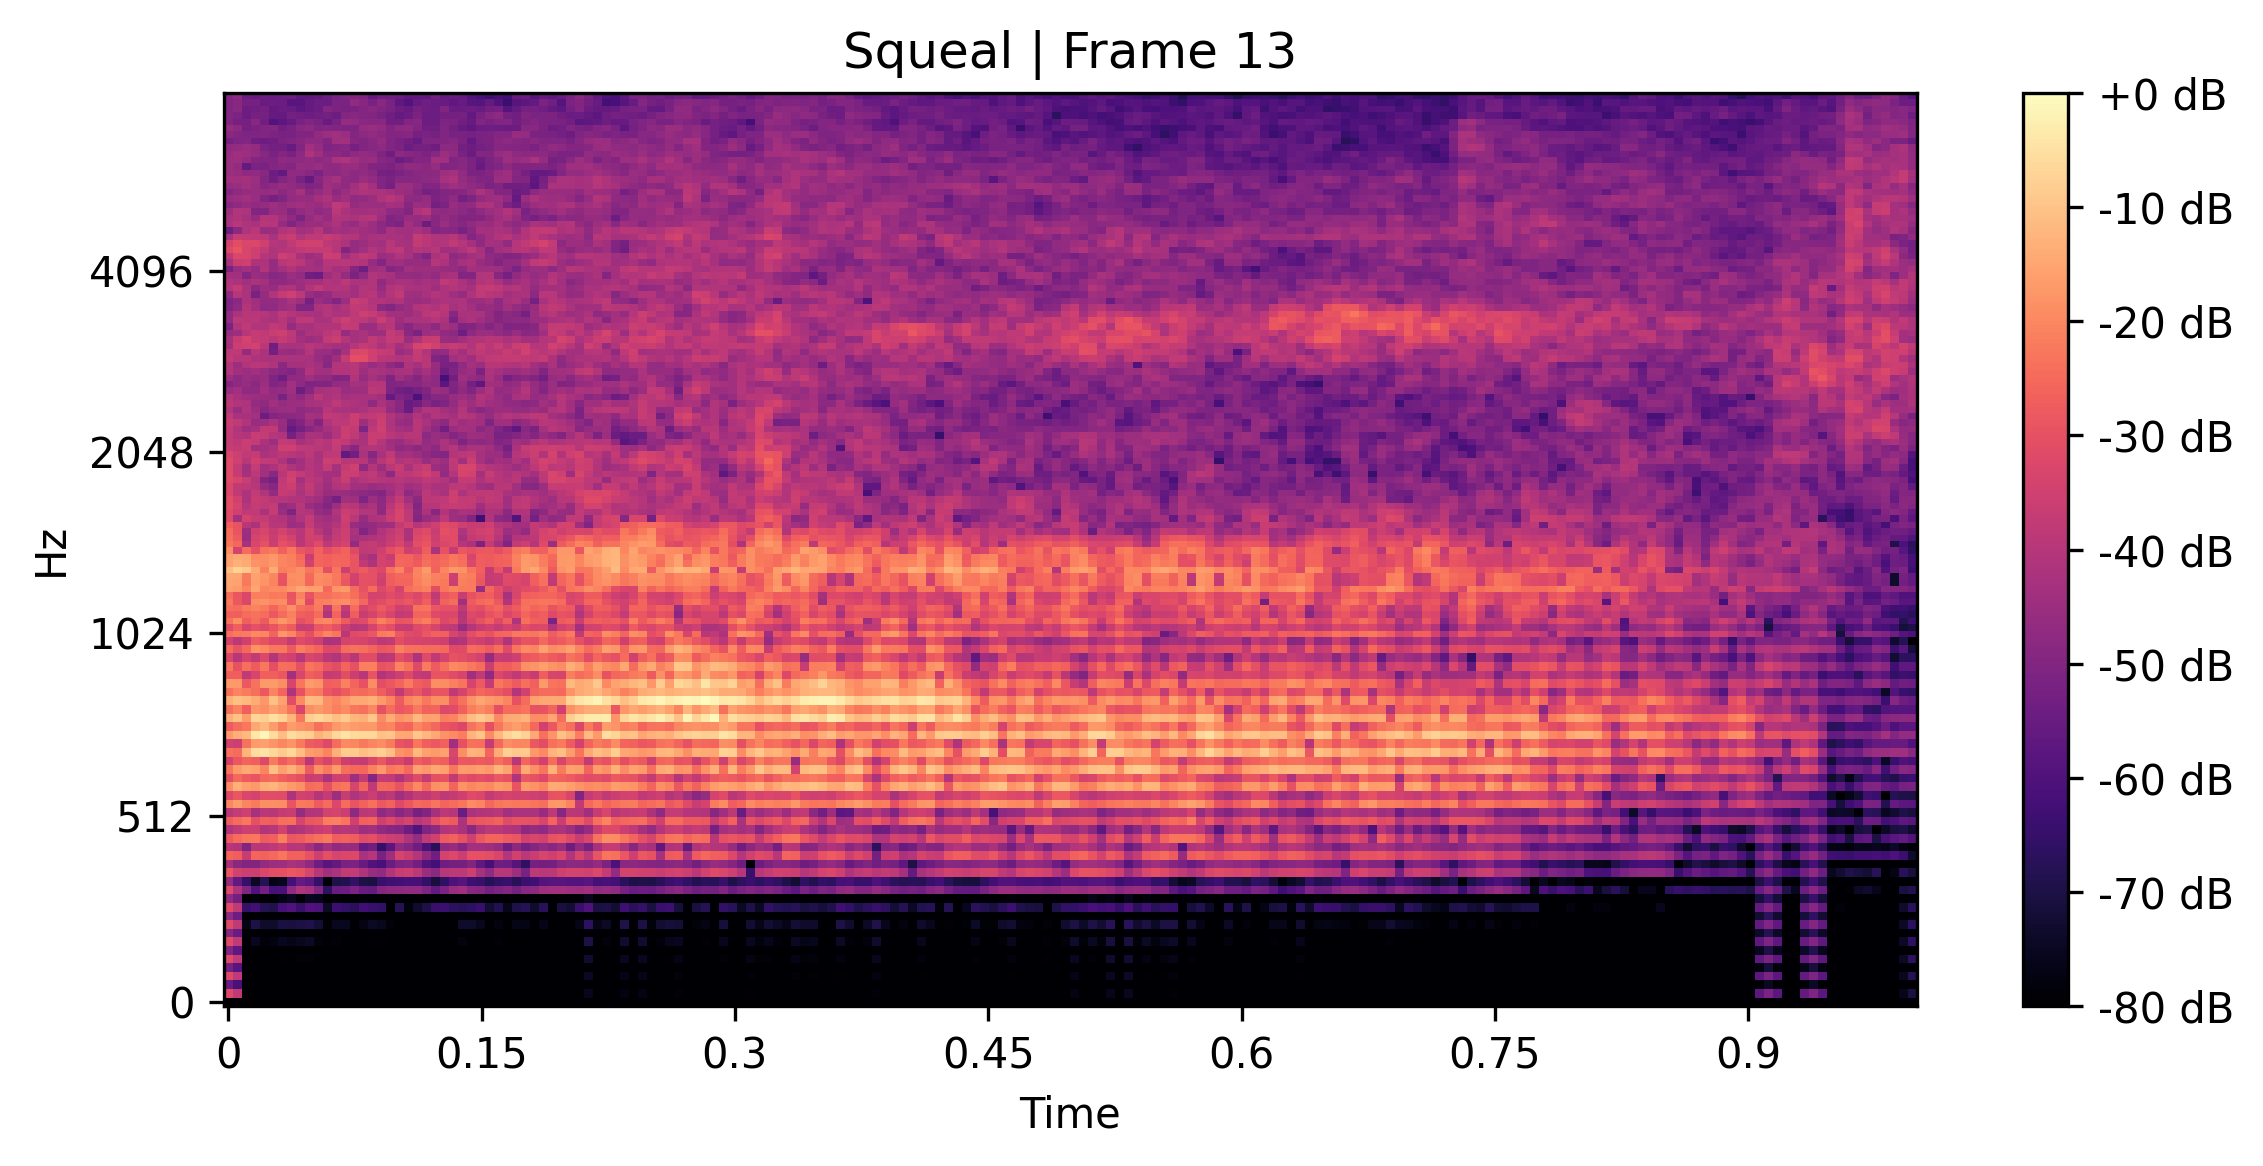 Squeal | Frame 13
+0 dB
-10 dB
-20 dB
-30 dB
-40 dB
-50 dB
-60 dB
-70 dB
-80 dB
Hz
4096
2048
1024
512
0
0 0.15 0.3 0.45 0.6 0.75 0.9
Time